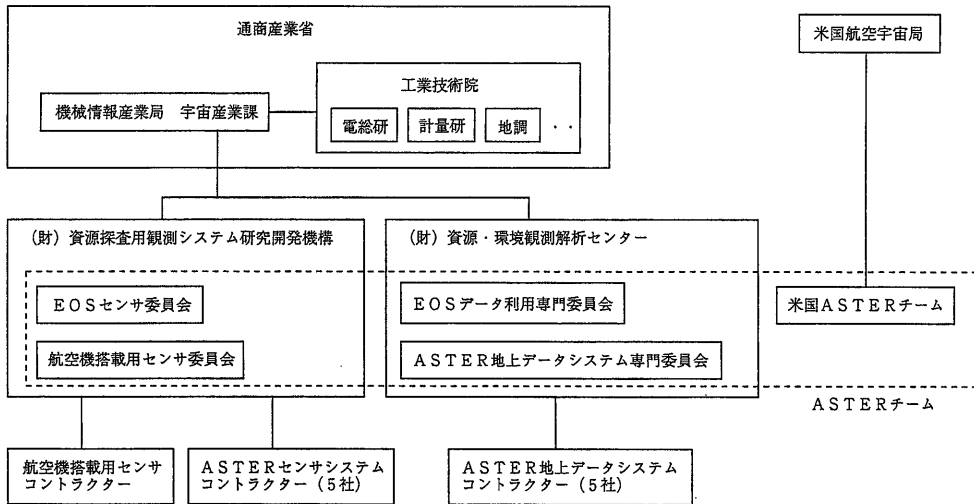 通商産業省
米国航空宇宙局
工業技術院
機械情報産業局 宇宙産業課
電総研 計量研 地調 ・・
(財)資源探査用観測システム研究開発機構
(財)資源・環境観測解析センター
EOSセンサ委員会
EOSデータ利用専門委員会
米国ASTERチーム
航空機搭載用センサ委員会
ASTER地上データシステム専門委員会
ASTERチーム
航空機搭載用センサ
コントラクター
ASTERセンサシステム
コントラクター(5社)
ASTER地上データシステム
コントラクター(5社)